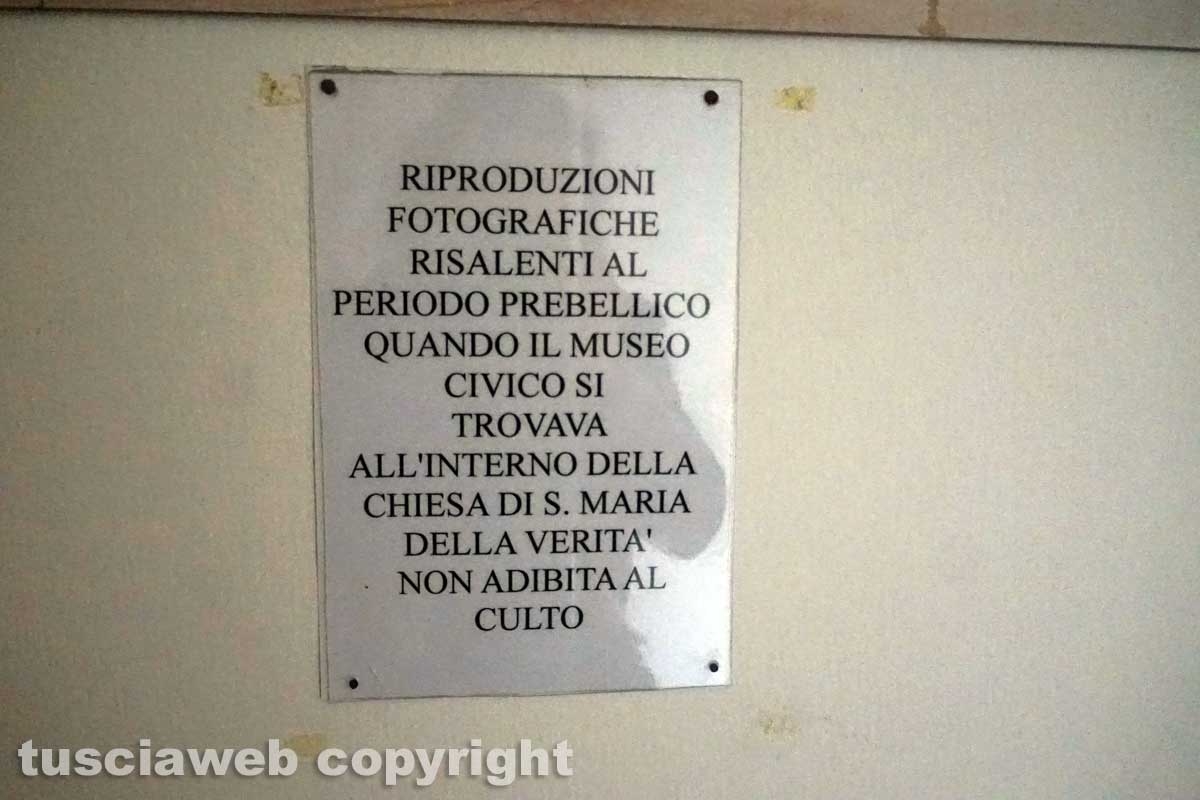 RIPRODUZIONI
FOTOGRAFICHE
RISALENTI AL
PERIODO PREBELLICO
QUANDO IL MUSEO
CIVICO SI
TROVAVA
ALL'INTERNO DELLA
CHIESA DI S. MARIA
DELLA VERITA'
NON ADIBITA AL
CULTO
tusciaweb copyright